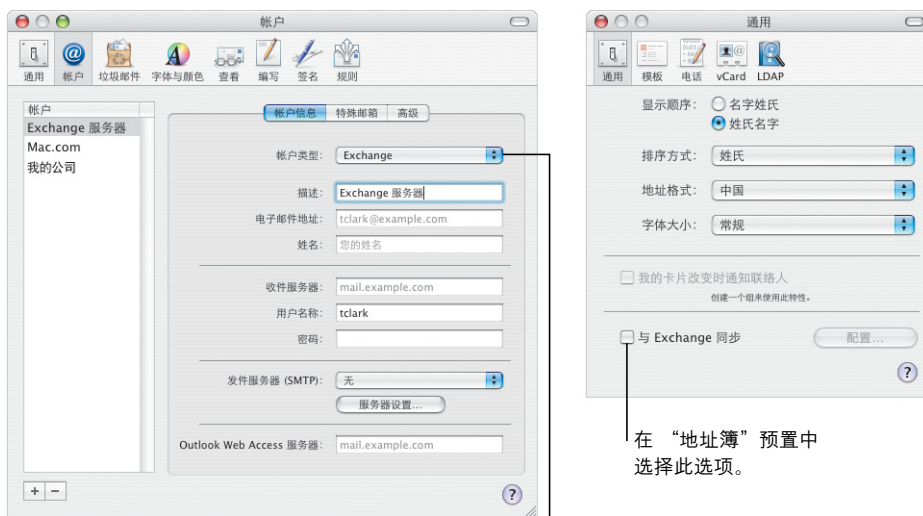 帐户
通用 帐户 垃圾邮件 字体与颜色 查看 编写 签名 规则
帐户
Exchange 服务器
Mac.com
我的公司
帐户信息 特殊邮箱 高级
帐户类型: Exchange
描述: Exchange 服务器
电子邮件地址: tclark@example.com
姓名: 您的姓名
收件服务器: mail.example.com
用户名称: tclark
密码:
发件服务器 (SMTP): 无
服务器设置...
Outlook Web Access 服务器: mail.example.com
+ −
?
通用
通用 模板 电话 vCard LDAP
显示顺序: 名字姓氏
姓氏名字
排序方式: 姓氏
地址格式: 中国
字体大小: 常规
我的卡片改变时通知联络人
创建一个组来使用此特性。
与 Exchange 同步 配置...
?
在 “地址簿”预置中
选择此选项。